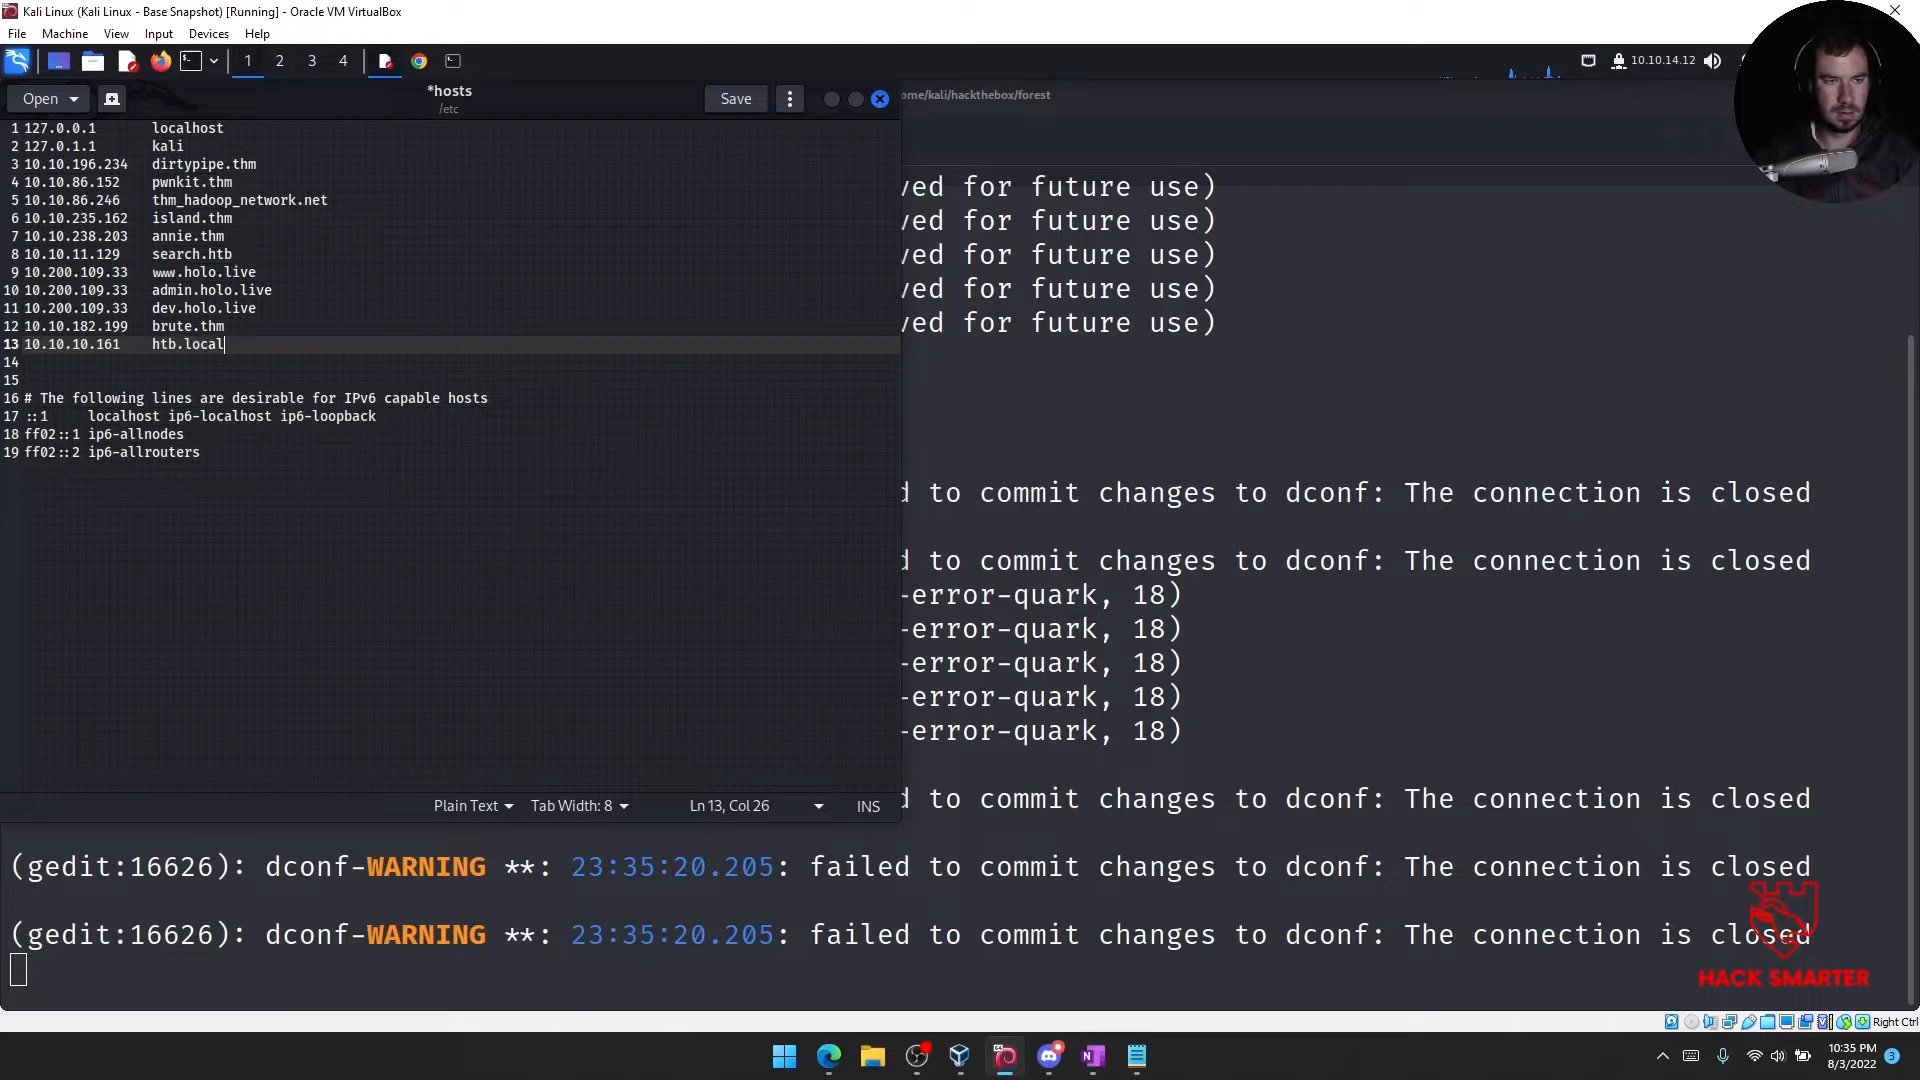 Kali Linux (Kali Linux - Base Snapshot) [Running] - Oracle VM VirtualBox
File Machine View Input Devices Help
1 2 3 4
10.10.14.12
Open
*hosts
/etc
Save
ome/kali/hackthebox/forest
1 127.0.0.1 localhost
2 127.0.1.1 kali
3 10.10.196.234 dirtypipe.thm
4 10.10.86.152 pwnkit.thm
5 10.10.86.246 thm_hadoop_network.net
6 10.10.235.162 island.thm
7 10.10.238.203 annie.thm
8 10.10.11.129 search.htb
9 10.200.109.33 www.holo.live
10 10.200.109.33 admin.holo.live
11 10.200.109.33 dev.holo.live
12 10.10.182.199 brute.thm
13 10.10.10.161 htb.local
14
15
16 # The following lines are desirable for IPv6 capable hosts
17 ::1 localhost ip6-localhost ip6-loopback
18 ff02::1 ip6-allnodes
19 ff02::2 ip6-allrouters
Plain Text Tab Width: 8 Ln 13, Col 26 INS
ved for future use)
ved for future use)
ved for future use)
ved for future use)
ved for future use)
d to commit changes to dconf: The connection is closed
d to commit changes to dconf: The connection is closed
-error-quark, 18)
-error-quark, 18)
-error-quark, 18)
-error-quark, 18)
-error-quark, 18)
d to commit changes to dconf: The connection is closed
(gedit:16626): dconf-WARNING **: 23:35:20.205: failed to commit changes to dconf: The connection is closed
(gedit:16626): dconf-WARNING **: 23:35:20.205: failed to commit changes to dconf: The connection is closed
HACK SMARTER
Right Ctrl
10:35 PM
8/3/2022
3